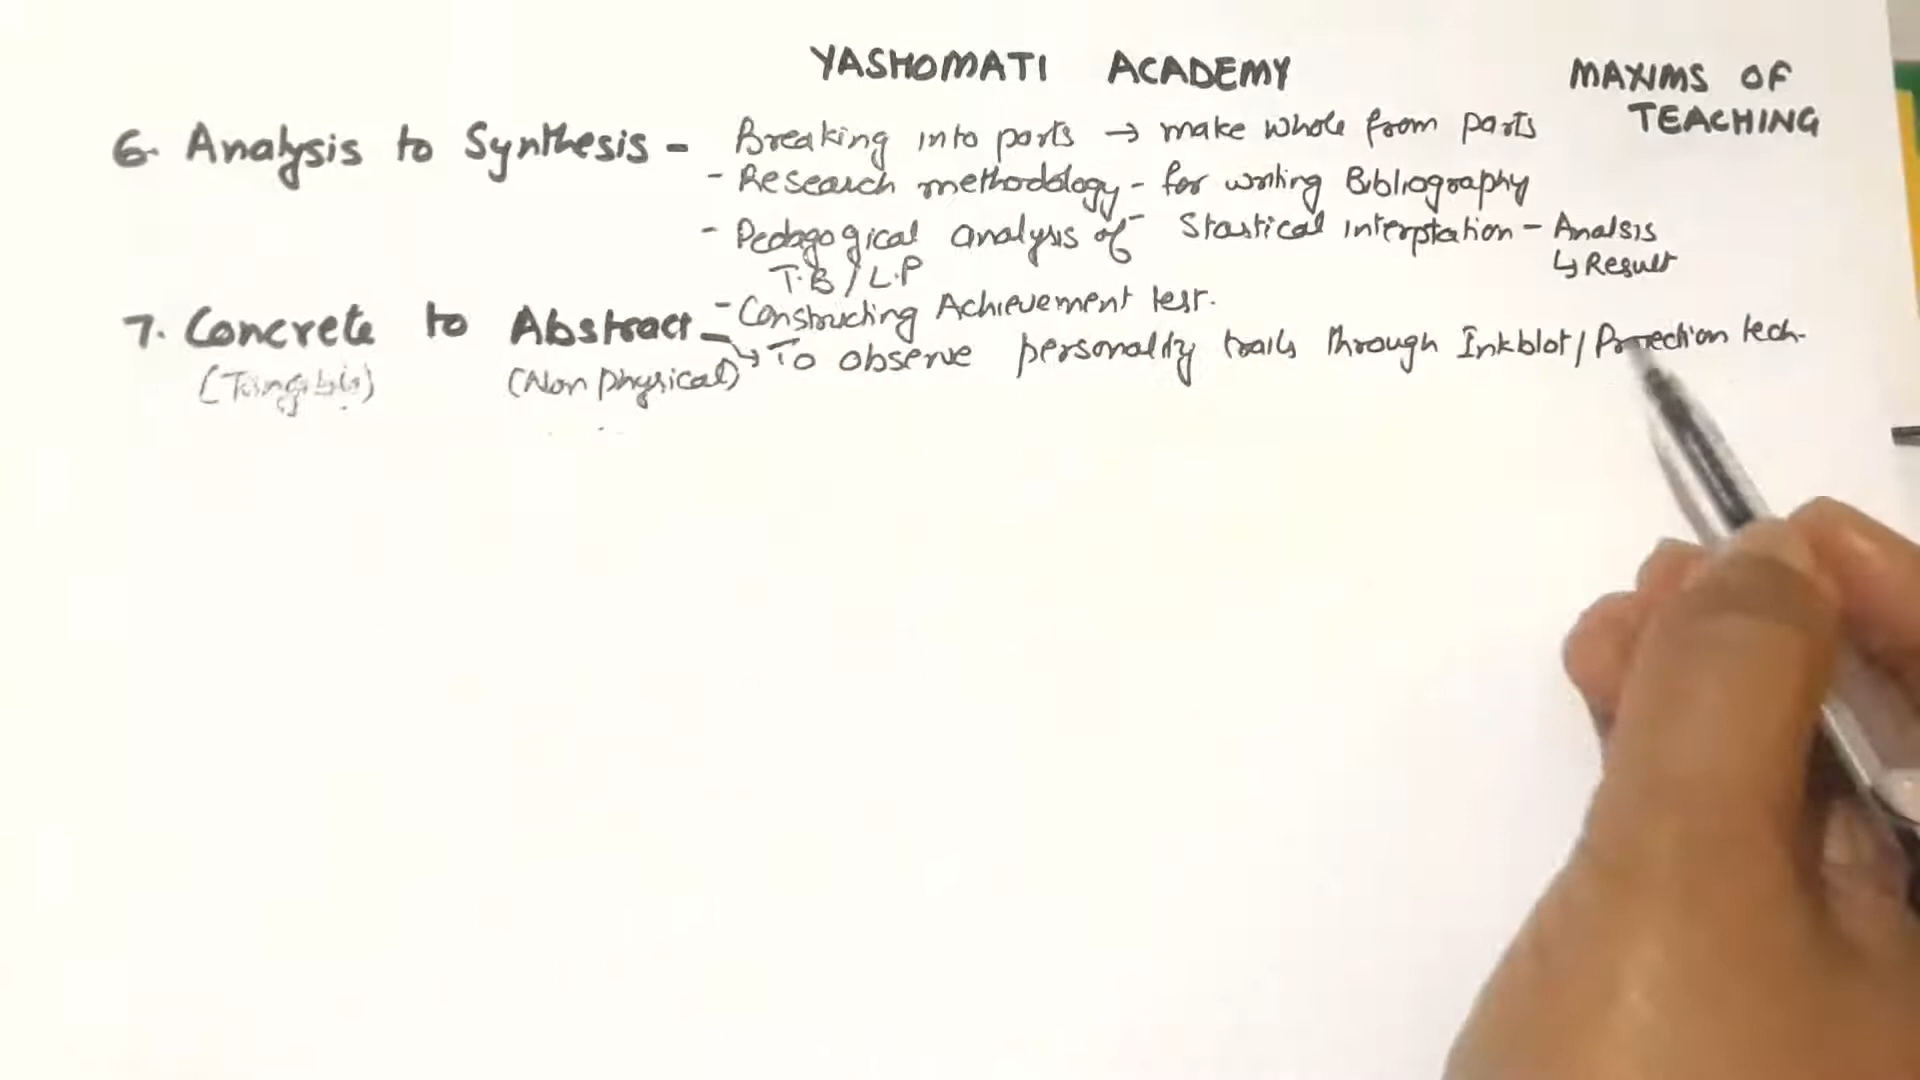 YASHOMATI ACADEMY
MAXIMS OF
TEACHING
6. Analysis to Synthesis - Breaking into parts → make whole from parts
- Research methodology - for writing Bibliography
- Pedagogical analysis of - Stastical interptation - Analsis
T.B / L.P ↳ Result
- Constructing Achievement test.
7. Concrete to Abstract - ↳ To observe personality traits through Inkblot / Projection tech.
(Tangible) (Non physical)